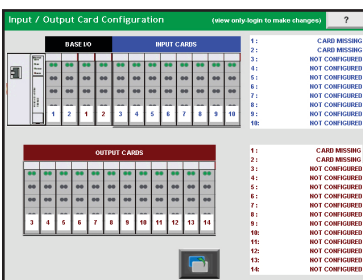 Input / Output Card Configuration (view only-login to make changes) ?
BASE I/O INPUT CARDS
1 2 1 2 3 4 5 6 7 8 9 10
1: CARD MISSING
2: CARD MISSING
3: NOT CONFIGURED
4: NOT CONFIGURED
5: NOT CONFIGURED
6: NOT CONFIGURED
7: NOT CONFIGURED
8: NOT CONFIGURED
9: NOT CONFIGURED
10: NOT CONFIGURED
OUTPUT CARDS
3 4 5 6 7 8 9 10 11 12 13 14
1: CARD MISSING
2: CARD MISSING
3: NOT CONFIGURED
4: NOT CONFIGURED
5: NOT CONFIGURED
6: NOT CONFIGURED
7: NOT CONFIGURED
8: NOT CONFIGURED
9: NOT CONFIGURED
10: NOT CONFIGURED
11: NOT CONFIGURED
12: NOT CONFIGURED
13: NOT CONFIGURED
14: NOT CONFIGURED